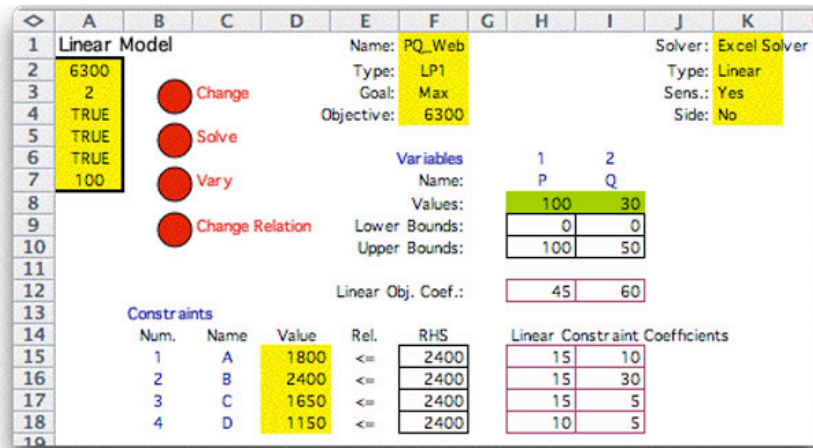 A B C D E F G H I J K
1 Linear Model Name: PQ_Web Solver: Excel Solver
2 6300 Type: LP1 Type: Linear
3 2 Change Goal: Max Sens.: Yes
4 TRUE Objective: 6300 Side: No
5 TRUE Solve
6 TRUE Variables 1 2
7 100 Vary Name: P Q
8 Values: 100 30
9 Change Relation Lower Bounds: 0 0
10 Upper Bounds: 100 50
11
12 Linear Obj. Coef.: 45 60
13 Constraints
14 Num. Name Value Rel. RHS Linear Constraint Coefficients
15 1 A 1800 <= 2400 15 10
16 2 B 2400 <= 2400 15 30
17 3 C 1650 <= 2400 15 5
18 4 D 1150 <= 2400 10 5
19